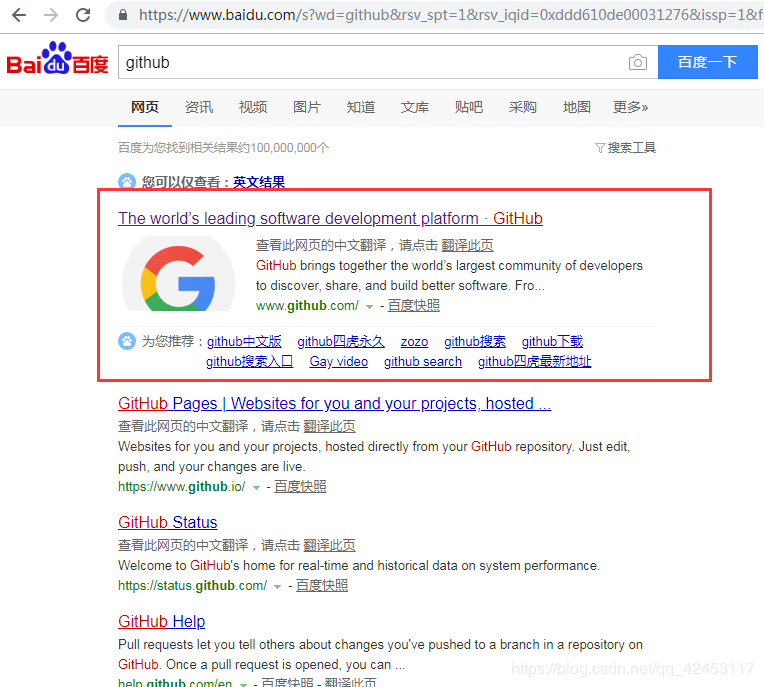 https://www.baidu.com/s?wd=github&rsv_spt=1&rsv_iqid=0xddd610de00031276&issp=1&f
Bai du 百度 github 百度一下
网页 资讯 视频 图片 知道 文库 贴吧 采购 地图 更多»
百度为您找到相关结果约100,000,000个 搜索工具
您可以仅查看：英文结果
The world's leading software development platform · GitHub
查看此网页的中文翻译，请点击 翻译此页
GitHub brings together the world's largest community of developers
to discover, share, and build better software. Fro...
www.github.com/ - 百度快照
为您推荐：github中文版 github四虎永久 zozo github搜索 github下载
github搜索入口 Gay video github search github四虎最新地址
GitHub Pages | Websites for you and your projects, hosted ...
查看此网页的中文翻译，请点击 翻译此页
Websites for you and your projects, hosted directly from your GitHub repository. Just edit,
push, and your changes are live.
https://www.github.io/ - 百度快照
GitHub Status
查看此网页的中文翻译，请点击 翻译此页
Welcome to GitHub's home for real-time and historical data on system performance.
https://status.github.com/ - 百度快照
GitHub Help
Pull requests let you tell others about changes you've pushed to a branch in a repository on
GitHub. Once a pull request is opened, you can ...
help.github.com/en - 百度快照 - 翻译此页
https://blog.csdn.net/qq_42453117